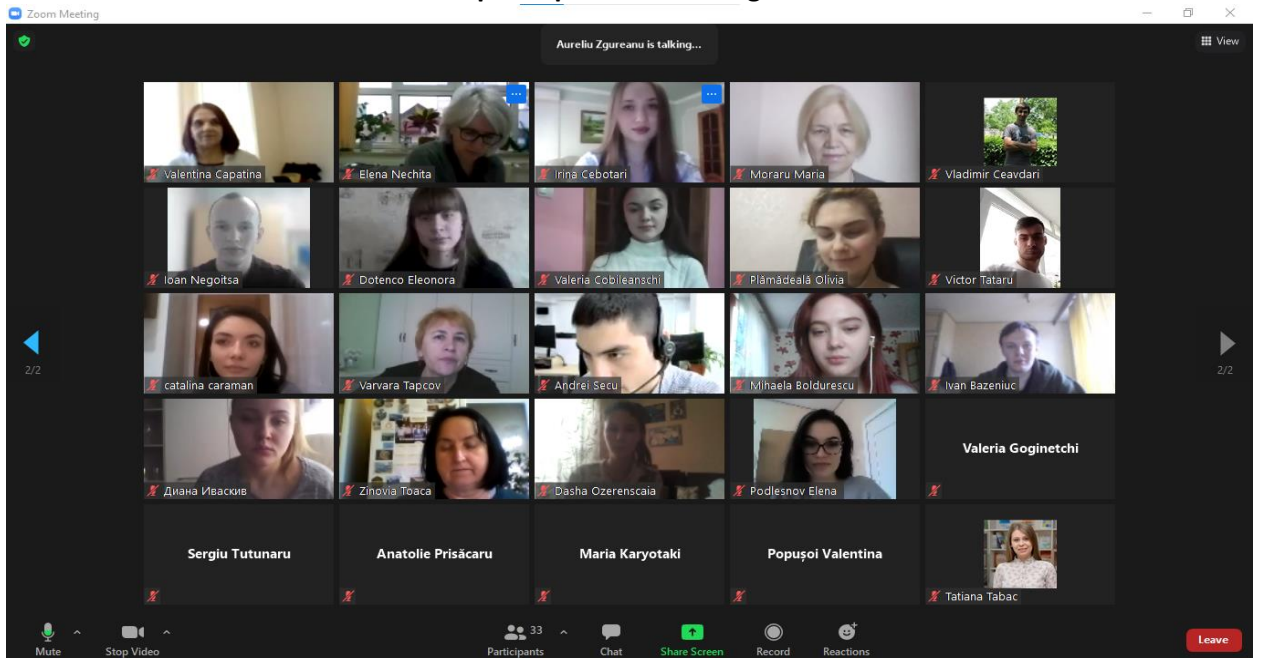 Zoom Meeting
Aureliu Zgureanu is talking...
View
Valentina Capatina
Elena Nechita
Irina Cebotari
Moraru Maria
Vladimir Ceavdari
Ioan Negoitsa
Dotenco Eleonora
Valeria Cobileanschi
Plămădeală Olivia
Victor Tataru
2/2
2/2
catalina caraman
Varvara Tapcov
Andrei Secu
Mihaela Boldurescu
Ivan Bazeniuc
Диана Иваскив
Zinovia Toaca
Dasha Ozerenscaia
Podlesnov Elena
Valeria Goginetchi
Sergiu Tutunaru
Anatolie Prisăcaru
Maria Karyotaki
Popușoi Valentina
Tatiana Tabac
Mute
Stop Video
33
Participants
Chat
Share Screen
Record
Reactions
Leave